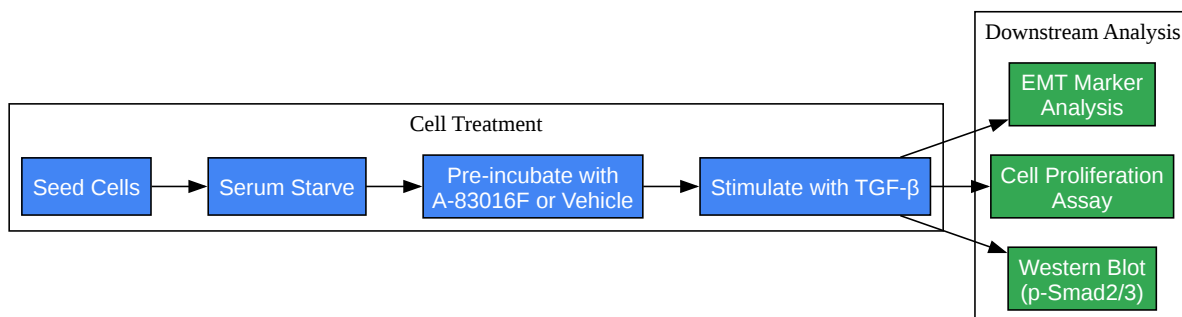 Downstream Analysis
Cell Treatment
Seed Cells
Serum Starve
Pre-incubate with
A-83016F or Vehicle
Stimulate with TGF-β
EMT Marker
Analysis
Cell Proliferation
Assay
Western Blot
(p-Smad2/3)